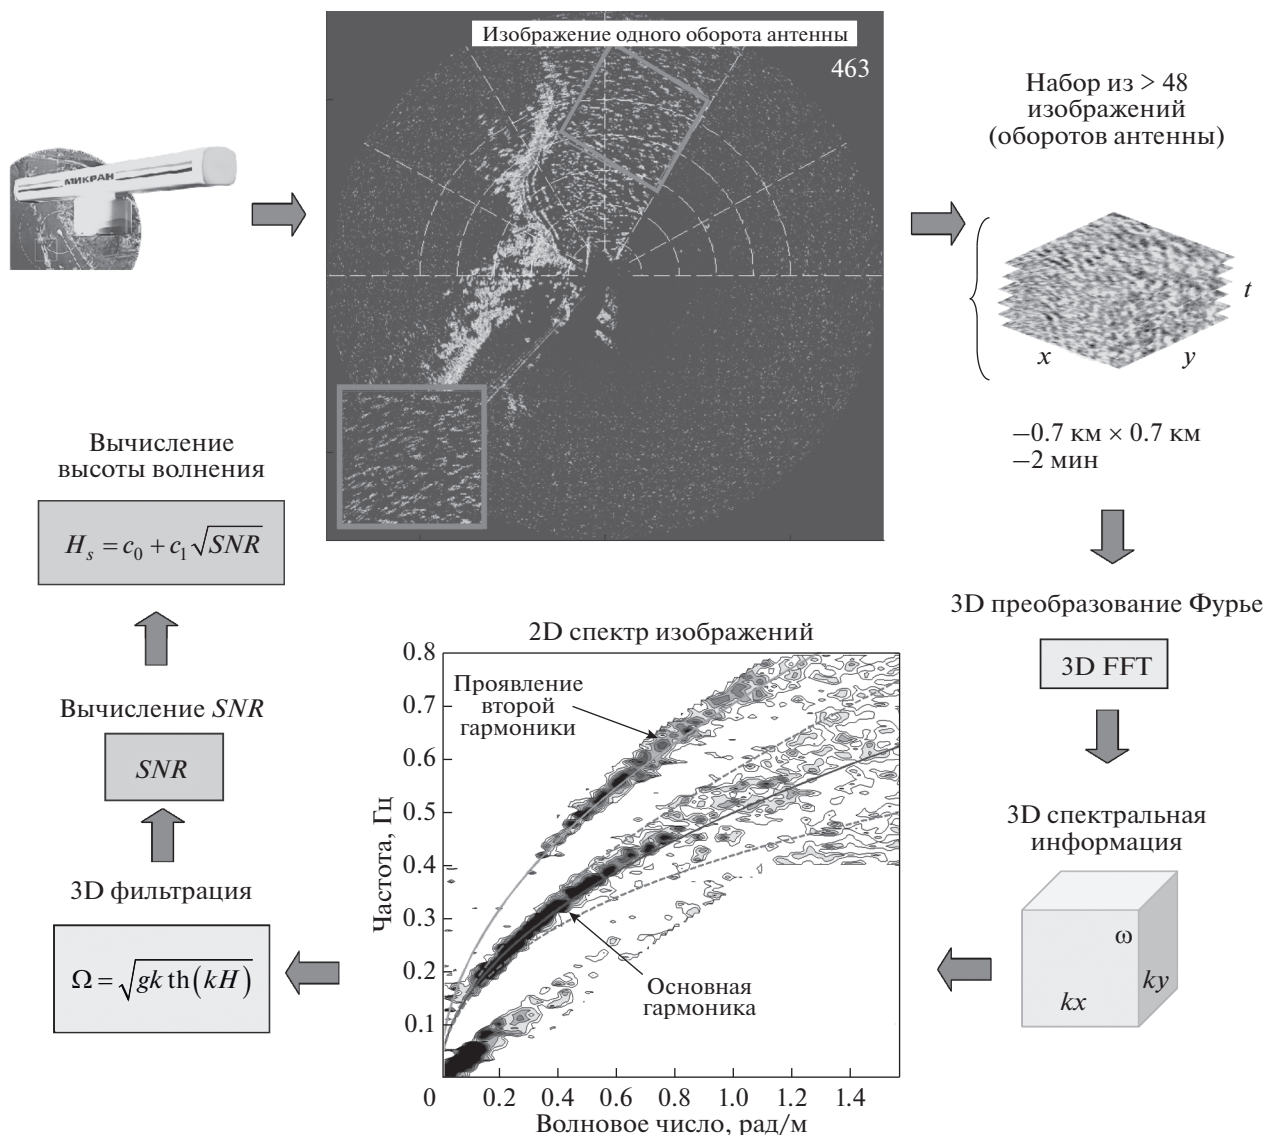 Изображение одного оборота антенны
463
МИКРАН
Набор из > 48
изображений
(оборотов антенны)
t
x
y
−0.7 км × 0.7 км
−2 мин
3D преобразование Фурье
3D FFT
3D спектральная
информация
ω
ky
kx
2D спектр изображений
0.8
0.7
0.6
0.5
0.4
0.3
0.2
0.1
0
0.2
0.4
0.6
0.8
1.0
1.2
1.4
Частота, Гц
Волновое число, рад/м
Проявление
второй
гармоники
Основная
гармоника
3D фильтрация
Ω = √gk th(kH)
Вычисление SNR
SNR
Вычисление
высоты волнения
H_s = c_0 + c_1√SNR